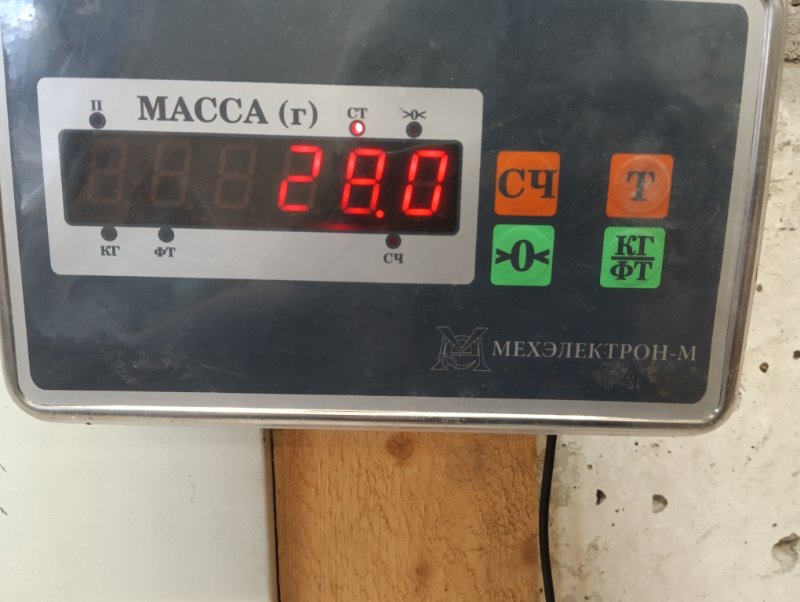 П МАССА (г) СТ >0<
28.0
КГ ФТ СЧ
СЧ Т
>0< КГ/ФТ
МЕХЭЛЕКТРОН-М